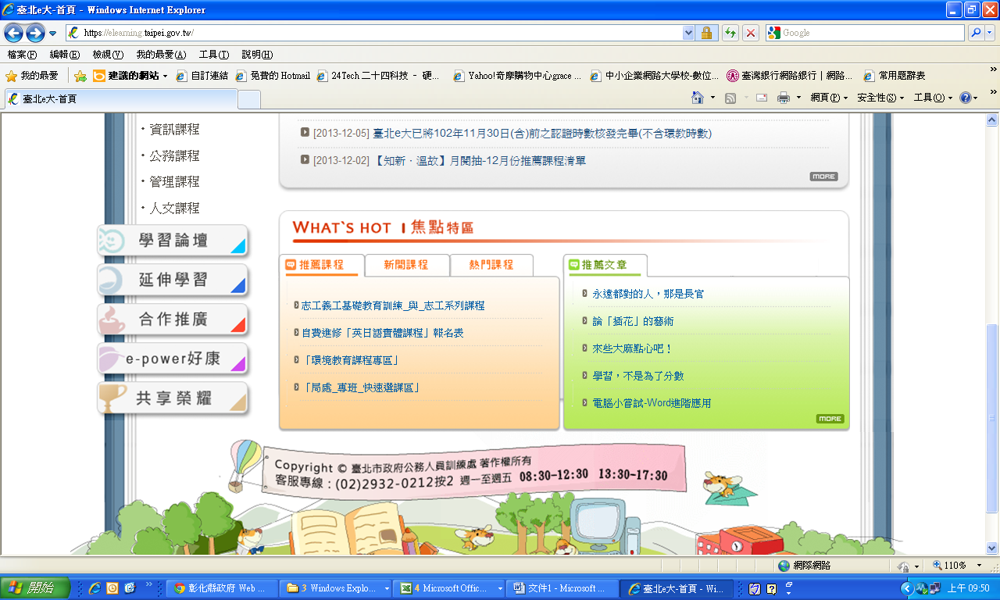 臺北e大-首頁 - Windows Internet Explorer
https://elearning.taipei.gov.tw/
Google
檔案(F) 編輯(E) 檢視(V) 我的最愛(A) 工具(T) 說明(H)
我的最愛 建議的網站 自訂連結 免費的 Hotmail 24Tech 二十四科技 - 硬... Yahoo!奇摩購物中心grace ... 中小企業網路大學校-數位... 臺灣銀行網路銀行｜網路... 常用題辭表
臺北e大-首頁
網頁(P) 安全性(S) 工具(O)
資訊課程
公務課程
管理課程
人文課程
學習論壇
延伸學習
合作推廣
e-power好康
共享榮耀
[2013-12-05] 臺北e大已將102年11月30日(含)前之認證時數核發完畢(不含環教時數)
[2013-12-02] 【知新．溫故】月閱抽-12月份推薦課程清單
MORE
WHAT`S HOT | 焦點特區
推薦課程 新開課程 熱門課程
志工義工基礎教育訓練_與_志工系列課程
自費進修「英日語實體課程」報名表
「環境教育課程專區」
「局處_專班_快速選課區」
推薦文章
永遠都對的人，那是長官
論「插花」的藝術
來些大麻點心吧！
學習，不是為了分數
電腦小嘗試-Word進階應用
MORE
Copyright © 臺北市政府公務人員訓練處 著作權所有
客服專線：(02)2932-0212按2 週一至週五 08:30-12:30 13:30-17:30
網際網路 110%
開始 彰化縣政府 Web ... 3 Windows Explo... 4 Microsoft Offic... 文件1 - Microsoft ... 臺北e大-首頁 - Wi... 上午 09:50